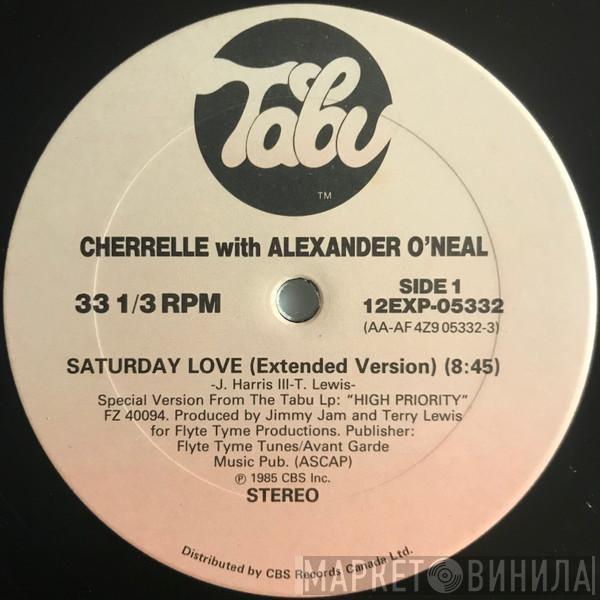 Tabu
TM
CHERRELLE with ALEXANDER O'NEAL
33 1/3 RPM
SIDE 1
12EXP-05332
(AA-AF 4Z9 05332-3)
SATURDAY LOVE (Extended Version) (8:45)
-J. Harris III-T. Lewis-
Special Version From The Tabu Lp: "HIGH PRIORITY"
FZ 40094. Produced by Jimmy Jam and Terry Lewis
for Flyte Tyme Productions. Publisher:
Flyte Tyme Tunes/Avant Garde
Music Pub. (ASCAP)
℗ 1985 CBS Inc.
STEREO
Distributed by CBS Records Canada Ltd.
МАРКЕТ ВИНИЛА